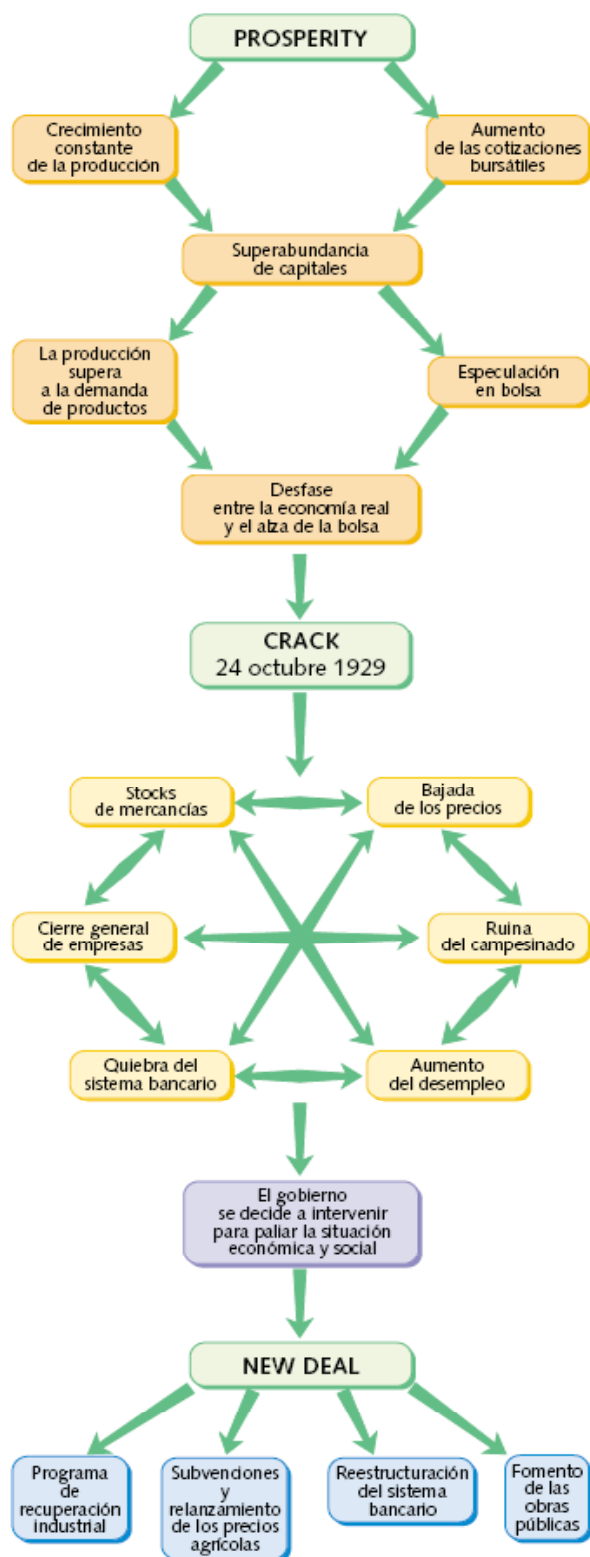 PROSPERITY
Crecimiento
constante
de la producción
Aumento
de las cotizaciones
bursátiles
Superabundancia
de capitales
La producción
supera
a la demanda
de productos
Especulación
en bolsa
Desfase
entre la economía real
y el alza de la bolsa
CRACK
24 octubre 1929
Stocks
de mercancías
Bajada
de los precios
Cierre general
de empresas
Ruina
del campesinado
Quiebra del
sistema bancario
Aumento
del desempleo
El gobierno
se decide a intervenir
para paliar la situación
económica y social
NEW DEAL
Programa
de
recuperación
industrial
Subvenciones
y
relanzamiento
de los precios
agrícolas
Reestructuración
del sistema
bancario
Fomento
de las
obras
públicas